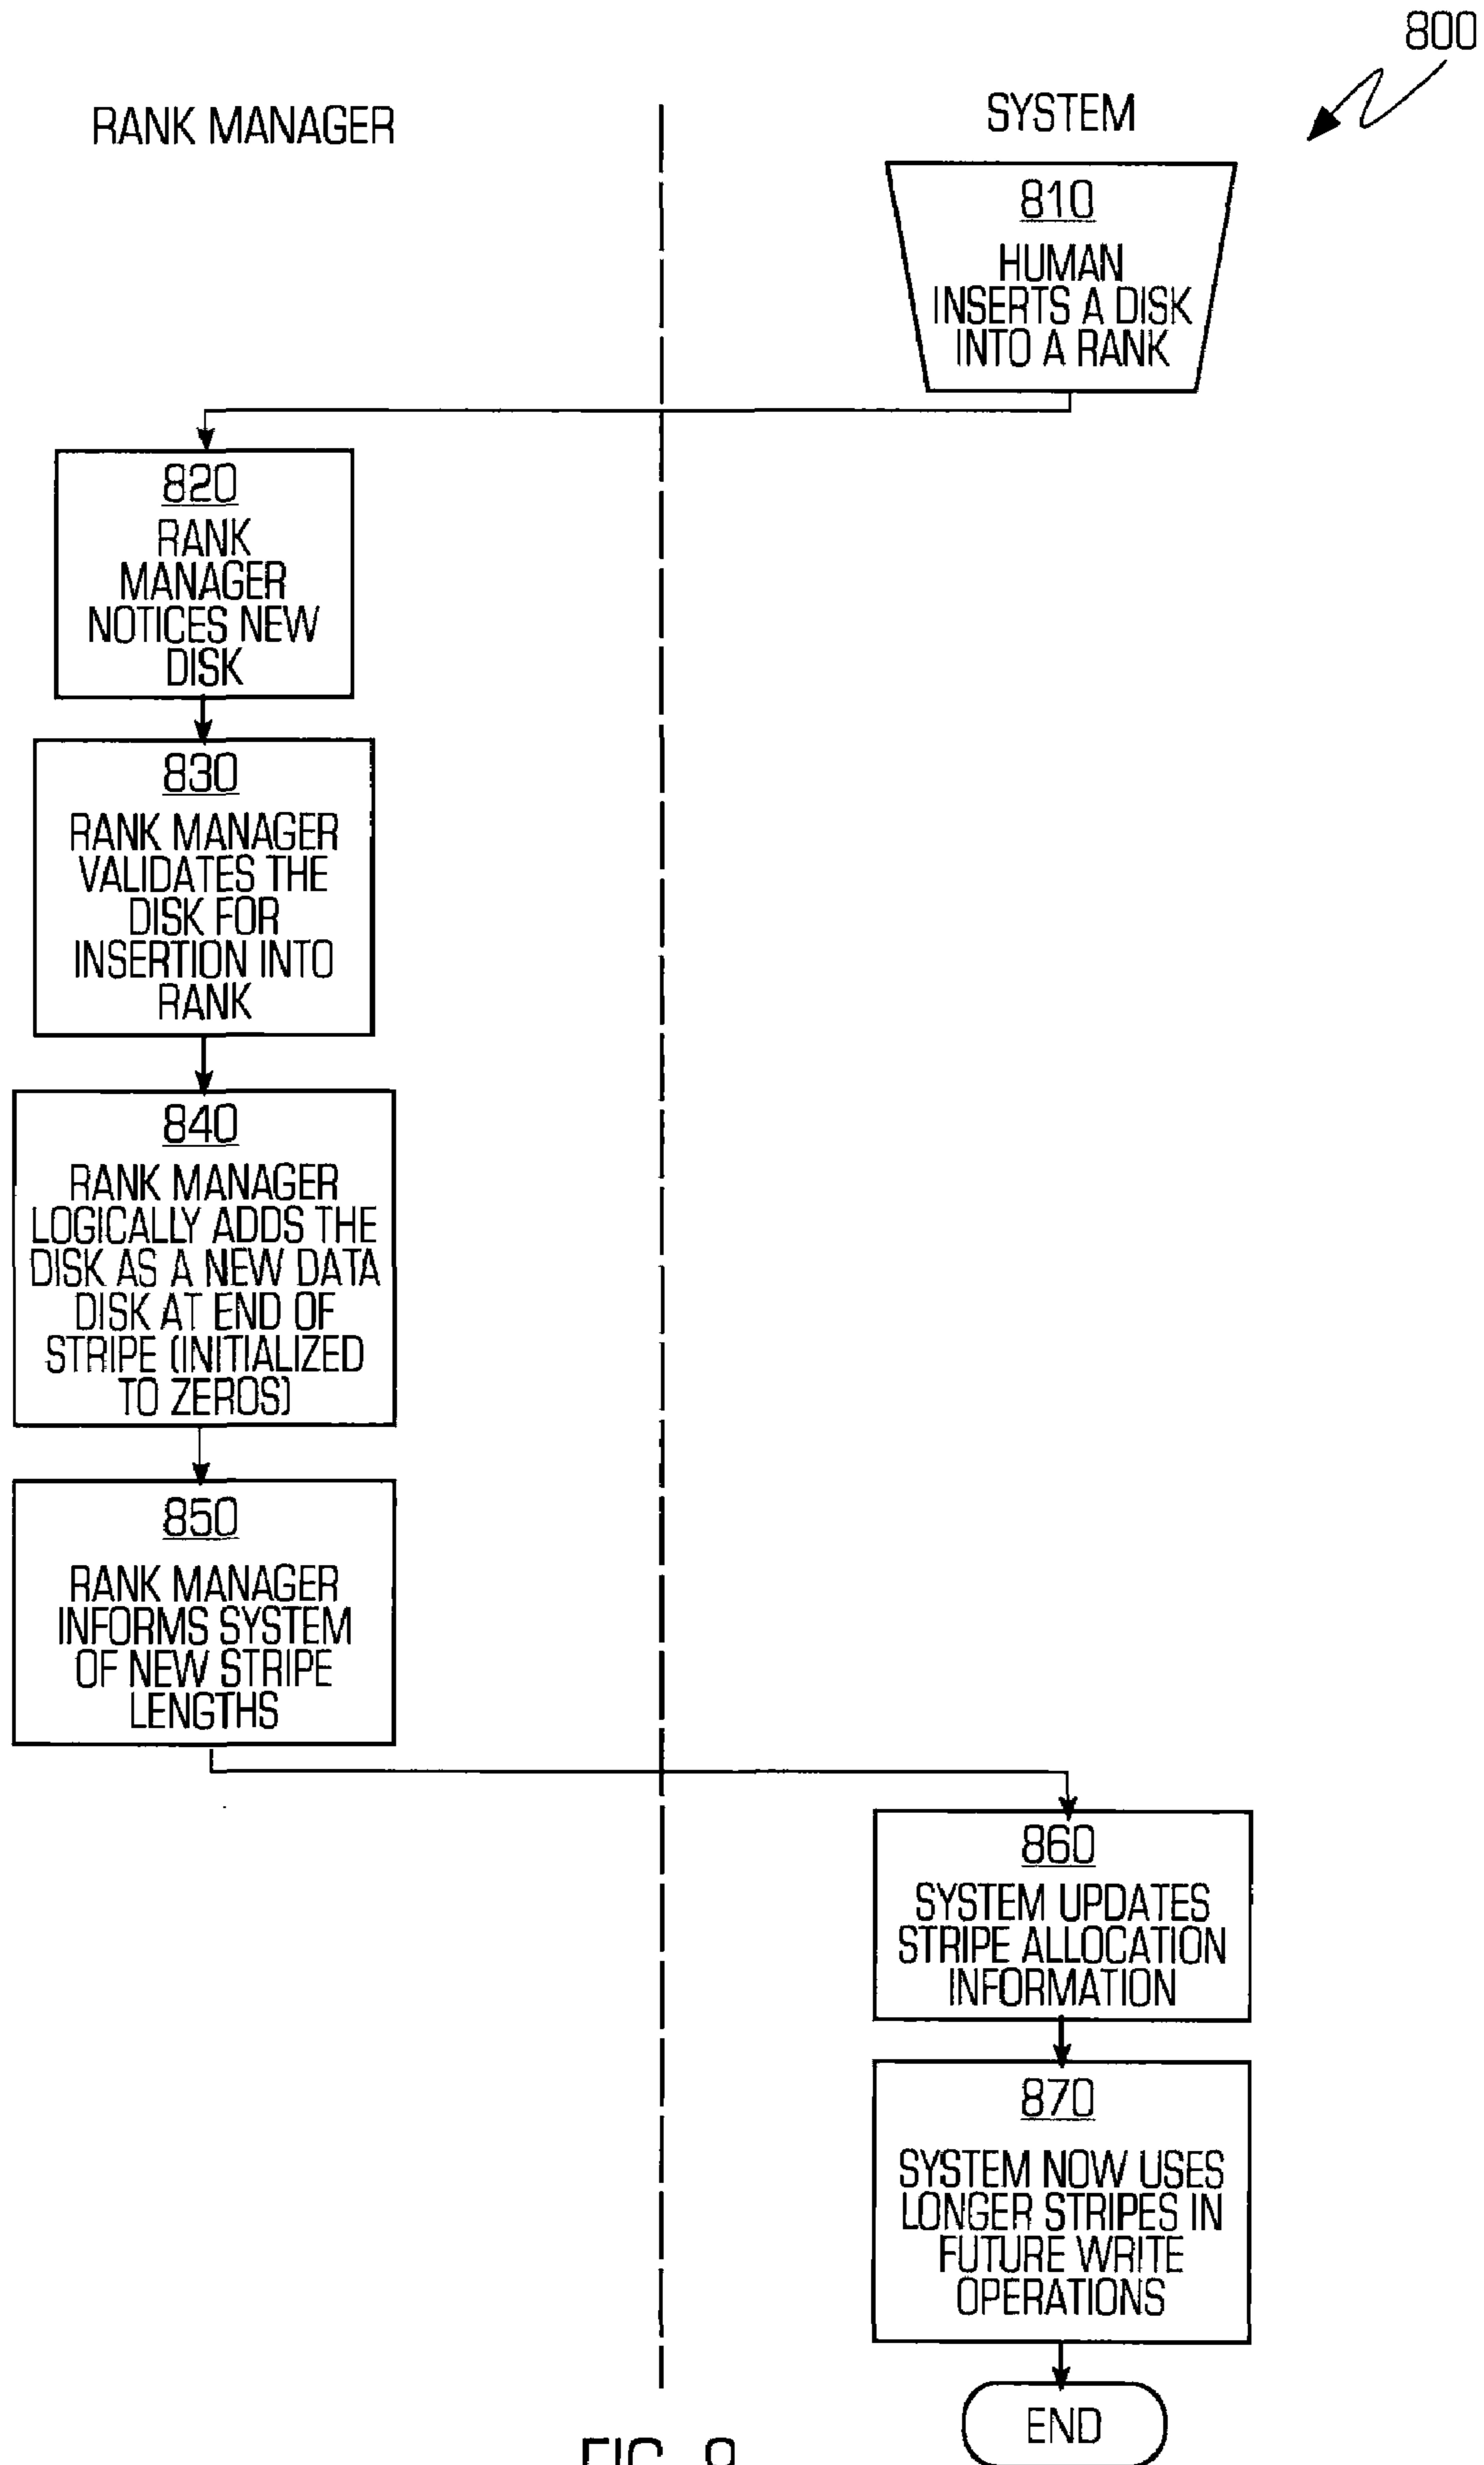 800
RANK MANAGER
SYSTEM
810
HUMAN
INSERTS A DISK
INTO A RANK
820
RANK
MANAGER
NOTICES NEW
DISK
830
RANK MANAGER
VALIDATES THE
DISK FOR
INSERTION INTO
RANK
840
RANK MANAGER
LOGICALLY ADDS THE
DISK AS A NEW DATA
DISK AT END OF
STRIPE (INITIALIZED
TO ZEROS)
850
RANK MANAGER
INFORMS SYSTEM
OF NEW STRIPE
LENGTHS
860
SYSTEM UPDATES
STRIPE ALLOCATION
INFORMATION
870
SYSTEM NOW USES
LONGER STRIPES IN
FUTURE WRITE
OPERATIONS
END